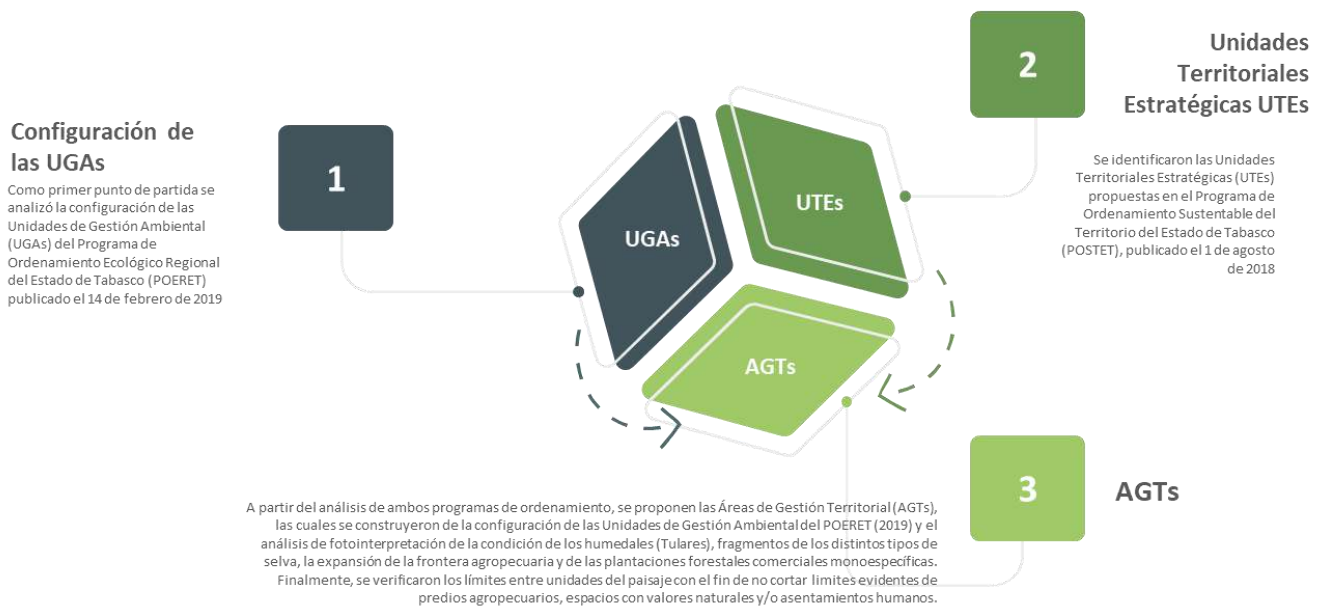 Configuración de
las UGAs
Como primer punto de partida se
analizó la configuración de las
Unidades de Gestión Ambiental
(UGAs) del Programa de
Ordenamiento Ecológico Regional
del Estado de Tabasco (POERET)
publicado el 14 de febrero de 2019
1
UGAs
UTEs
AGTs
2
Unidades
Territoriales
Estratégicas UTEs
Se identificaron las Unidades
Territoriales Estratégicas (UTEs)
propuestas en el Programa de
Ordenamiento Sustentable del
Territorio del Estado de Tabasco
(POSTET), publicado el 1 de agosto
de 2018
3
AGTs
A partir del análisis de ambos programas de ordenamiento, se proponen las Áreas de Gestión Territorial (AGTs),
las cuales se construyeron de la configuración de las Unidades de Gestión Ambiental del POERET (2019) y el
análisis de fotointerpretación de la condición de los humedales (Tulares), fragmentos de los distintos tipos de
selva, la expansión de la frontera agropecuaria y de las plantaciones forestales comerciales monoespecíficas.
Finalmente, se verificaron los límites entre unidades del paisaje con el fin de no cortar limites evidentes de
predios agropecuarios, espacios con valores naturales y/o asentamientos humanos.